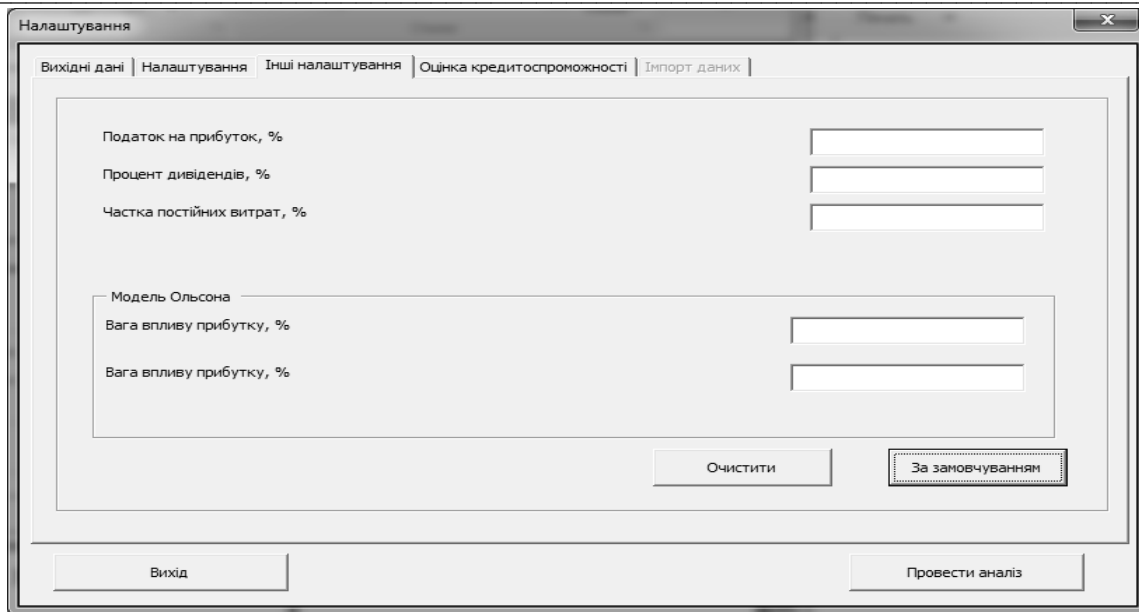 Налаштування
Вихідні дані Налаштування Інші налаштування Оцінка кредитоспроможності Імпорт даних
Податок на прибуток, %
Процент дивідендів, %
Частка постійних витрат, %
Модель Ольсона
Вага впливу прибутку, %
Вага впливу прибутку, %
Очистити За замовчуванням
Вихід Провести аналіз